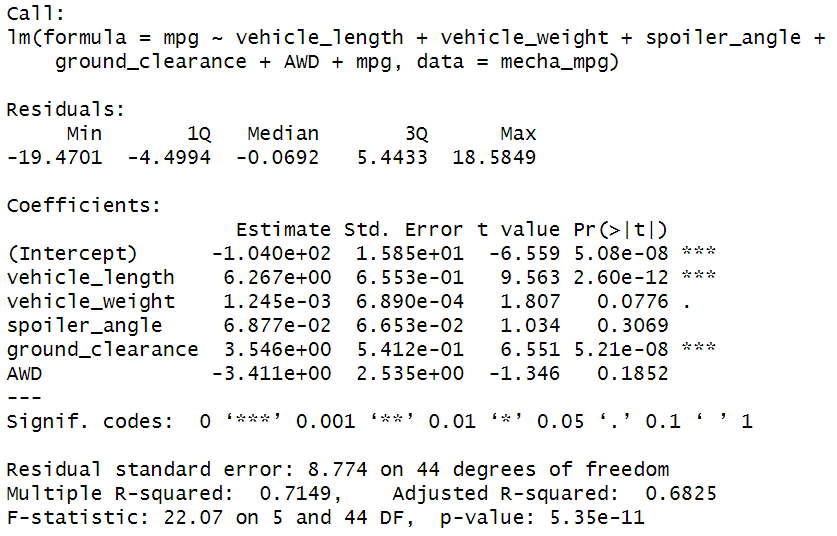 Call:
lm(formula = mpg ~ vehicle_length + vehicle_weight + spoiler_angle +
    ground_clearance + AWD + mpg, data = mecha_mpg)

Residuals:
     Min       1Q   Median       3Q      Max
-19.4701  -4.4994  -0.0692   5.4433  18.5849

Coefficients:
                   Estimate Std. Error t value Pr(>|t|)
(Intercept)      -1.040e+02  1.585e+01  -6.559 5.08e-08 ***
vehicle_length    6.267e+00  6.553e-01   9.563 2.60e-12 ***
vehicle_weight    1.245e-03  6.890e-04   1.807   0.0776 .
spoiler_angle     6.877e-02  6.653e-02   1.034   0.3069
ground_clearance  3.546e+00  5.412e-01   6.551 5.21e-08 ***
AWD              -3.411e+00  2.535e+00  -1.346   0.1852
---
Signif. codes:  0 ‘***’ 0.001 ‘**’ 0.01 ‘*’ 0.05 ‘.’ 0.1 ‘ ’ 1

Residual standard error: 8.774 on 44 degrees of freedom
Multiple R-squared:  0.7149,    Adjusted R-squared:  0.6825
F-statistic: 22.07 on 5 and 44 DF,  p-value: 5.35e-11